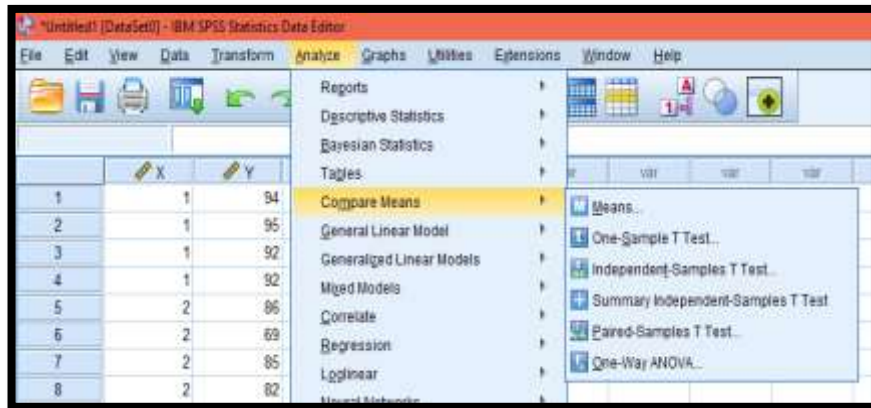 *Untitled1 [DataSet0] - IBM SPSS Statistics Data Editor
File Edit View Data Transform Analyze Graphs Utilities Extensions Window Help
Reports
Descriptive Statistics
Bayesian Statistics
Tables
Compare Means
General Linear Model
Generalized Linear Models
Mixed Models
Correlate
Regression
Loglinear
Neural Networks
Means...
One-Sample T Test...
Independent-Samples T Test...
Summary Independent-Samples T Test
Paired-Samples T Test...
One-Way ANOVA...
X Y var var var
1 1 94
2 1 95
3 1 92
4 1 92
5 2 86
6 2 69
7 2 85
8 2 82